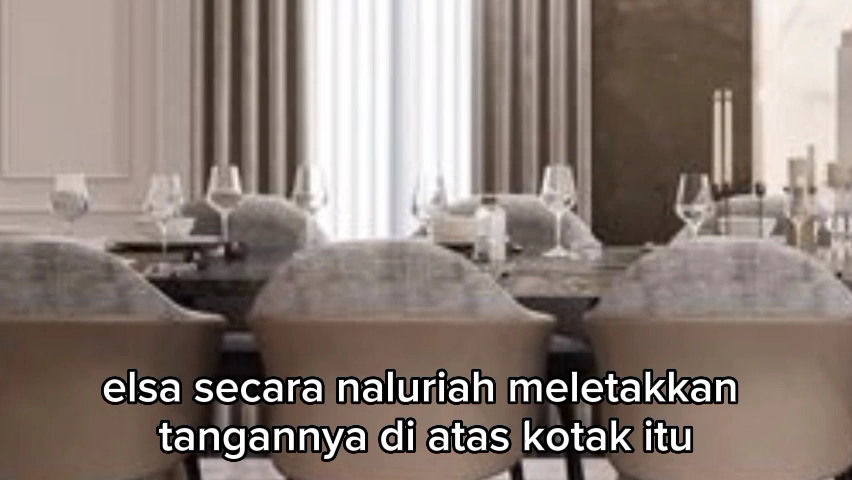 elsa secara naluriah meletakkan
tangannya di atas kotak itu